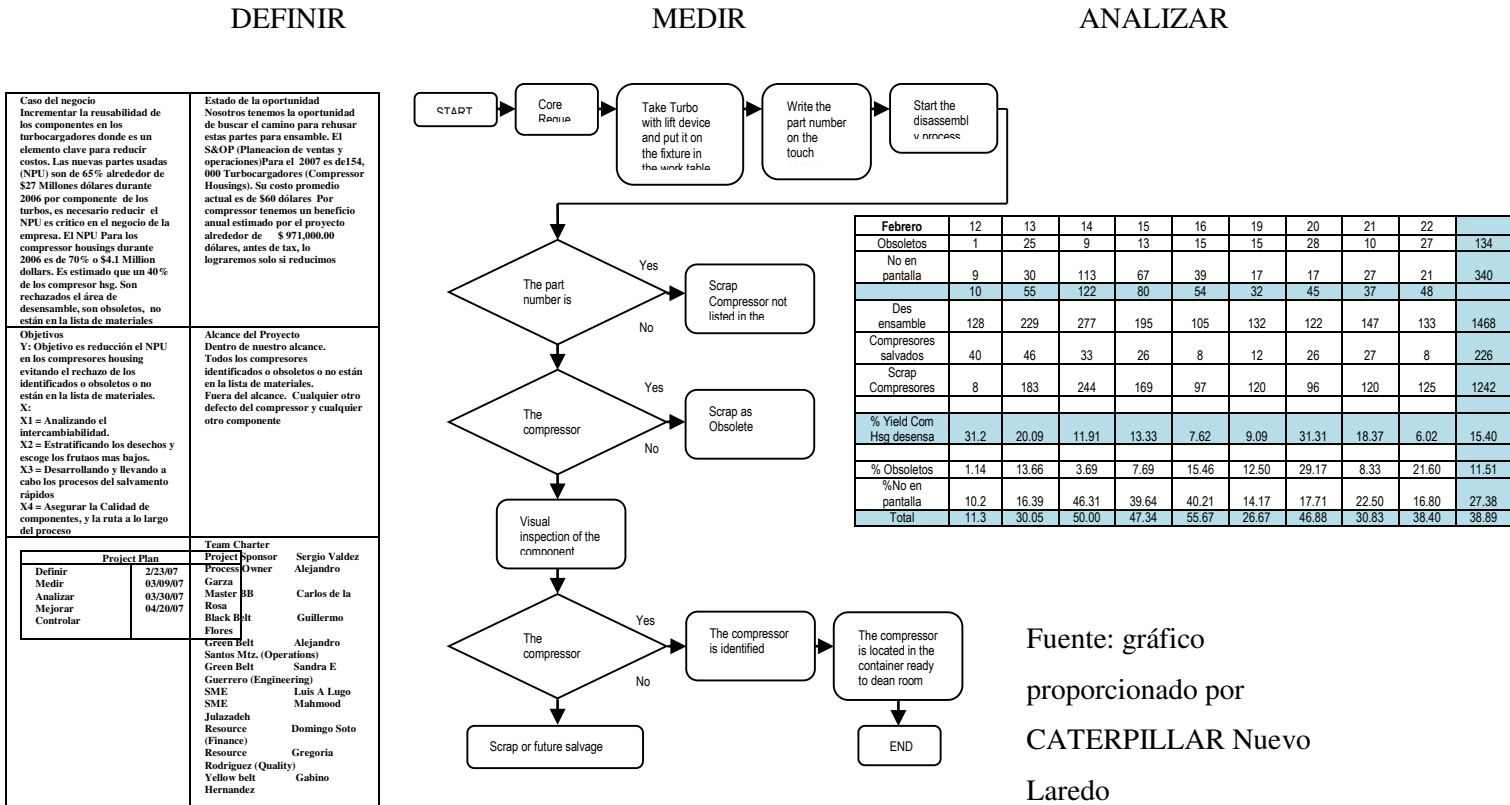 DEFINIR
MEDIR
ANALIZAR
Caso del negocio
Incrementar la reusabilidad de
los componentes en los
turbocargadores donde es un
elemento clave para reducir
costos. Las nuevas partes usadas
(NPU) son de 65% alrededor de
$27 Millones dólares durante
2006 por componente de los
turbos, es necesario reducir el
NPU es critico en el negocio de la
empresa. El NPU Para los
compressor housings durante
2006 es de 70% o $4.1 Million
dollars. Es estimado que un 40%
de los compresor hsg. Son
rechazados el área de
desensamble, son obsoletos, no
están en la lista de materiales
Estado de la oportunidad
Nosotros tenemos la oportunidad
de buscar el camino para rehusar
estas partes para ensamble. El
S&OP (Planeacion de ventas y
operaciones)Para el 2007 es de154,
000 Turbocargadores (Compressor
Housings). Su costo promedio
actual es de $60 dólares Por
compressor tenemos un beneficio
anual estimado por el proyecto
alrededor de $ 971,000.00
dólares, antes de tax, lo
lograremos solo si reducimos
Objetivos
Y: Objetivo es reducción el NPU
en los compresores housing
evitando el rechazo de los
identificados o obsoletos o no
están en la lista de materiales.
X:
X1 = Analizando el
intercambiabilidad.
X2 = Estratificando los desechos y
escoge los frutaos mas bajos.
X3 = Desarrollando y llevando a
cabo los procesos del salvamento
rápidos
X4 = Asegurar la Calidad de
componentes, y la ruta a lo largo
del proceso
Alcance del Proyecto
Dentro de nuestro alcance.
Todos los compresores
identificados o obsoletos o no están
en la lista de materiales.
Fuera del alcance. Cualquier otro
defecto del compresor y cualquier
otro componente
Project Plan
Definir 2/23/07
Medir 03/09/07
Analizar 03/30/07
Mejorar 04/20/07
Controlar
Team Charter
Project Sponsor Sergio Valdez
Process Owner Alejandro
Garza
Master BB Carlos de la
Rosa
Black Belt Guillermo
Flores
Green Belt Alejandro
Santos Mtz. (Operations)
Green Belt Sandra E
Guerrero (Engineering)
SME Luis A Lugo
SME Mahmood
Julazadeh
Resource Domingo Soto
(Finance)
Resource Gregoria
Rodriguez (Quality)
Yellow belt Gabino
Hernandez
START
Core
Reque
Take Turbo
with lift device
and put it on
the fixture in
the work table
Write the
part number
on the
touch
Start the
disassembl
y process
The part
number is
Yes
No
Scrap
Compressor not
listed in the
The
compressor
Yes
No
Scrap as
Obsolete
Visual
inspection of the
component
The
compressor
Yes
No
The compressor
is identified
The compressor
is located in the
container ready
to dean room
Scrap or future salvage
END
Febrero 12 13 14 15 16 19 20 21 22
Obsoletos 1 25 9 13 15 15 28 10 27 134
No en
pantalla 9 30 113 67 39 17 17 27 21 340
10 55 122 80 54 32 45 37 48
Des
ensamble 128 229 277 195 105 132 122 147 133 1468
Compresores
salvados 40 46 33 26 8 12 26 27 8 226
Scrap
Compresores 8 183 244 169 97 120 96 120 125 1242
% Yield Com
Hsg desensa 31.2 20.09 11.91 13.33 7.62 9.09 31.31 18.37 6.02 15.40
% Obsoletos 1.14 13.66 3.69 7.69 15.46 12.50 29.17 8.33 21.60 11.51
%No en
pantalla 10.2 16.39 46.31 39.64 40.21 14.17 17.71 22.50 16.80 27.38
Total 11.3 30.05 50.00 47.34 55.67 26.67 46.88 30.83 38.40 38.89
Fuente: gráfico
proporcionado por
CATERPILLAR Nuevo
Laredo